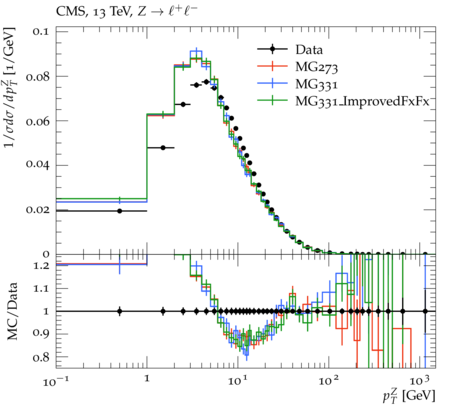 CMS, 13 TeV, Z → ℓ⁺ℓ⁻
0.1
0.08
0.06
0.04
0.02
0
1/σdσ/dp_T^Z [1/GeV]
Data
MG273
MG331
MG331_ImprovedFxFx
1.2
1.1
1
0.9
0.8
MC/Data
10⁻¹ 1 10¹ 10² 10³
p_T^Z [GeV]